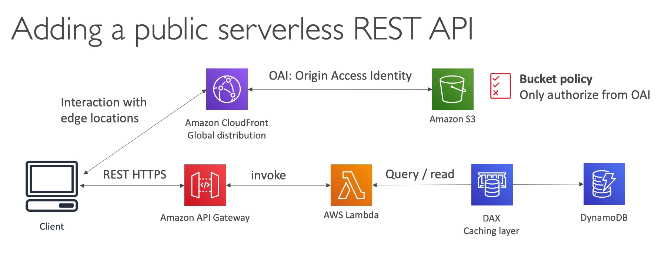 Adding a public serverless REST API
OAI: Origin Access Identity
Bucket policy
Only authorize from OAI
Interaction with
edge locations
Amazon CloudFront
Global distribution
Amazon S3
REST HTTPS
invoke
Query / read
Client
Amazon API Gateway
AWS Lambda
DAX
Caching layer
DynamoDB